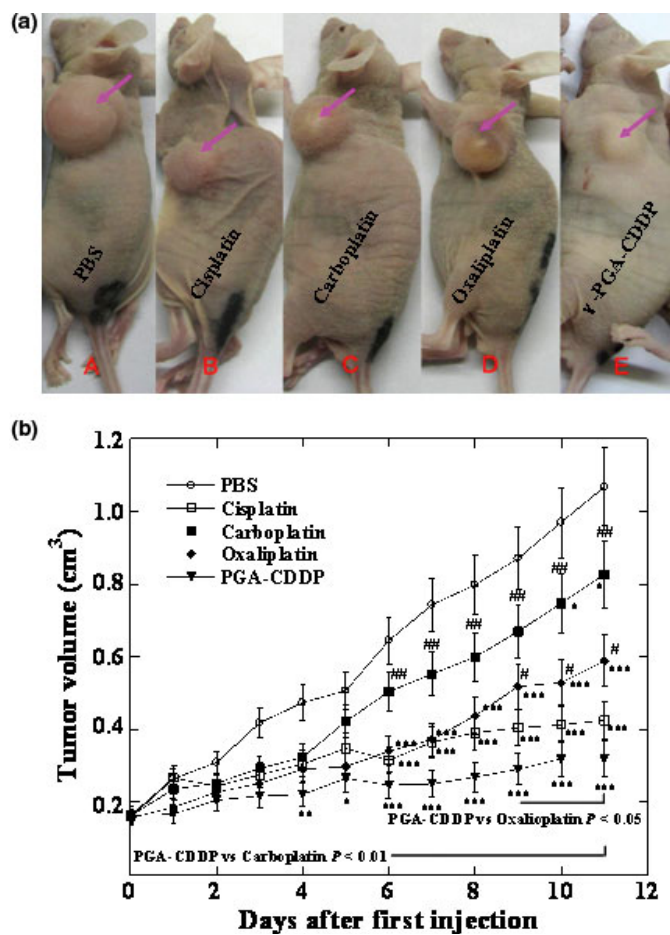 (a)
PBS
Cisplatin
Carboplatin
Oxaliplatin
γ-PGA-CDDP
A
B
C
D
E
(b)
PBS
Cisplatin
Carboplatin
Oxaliplatin
PGA-CDDP
1.2
1.0
0.8
0.6
0.4
0.2
Tumor volume (cm³)
##
##
##
##
##
##
#
#
#
PGA-CDDP vs Oxalioplatin P < 0.05
PGA-CDDP vs Carboplatin P < 0.01
0 2 4 6 8 10 12
Days after first injection